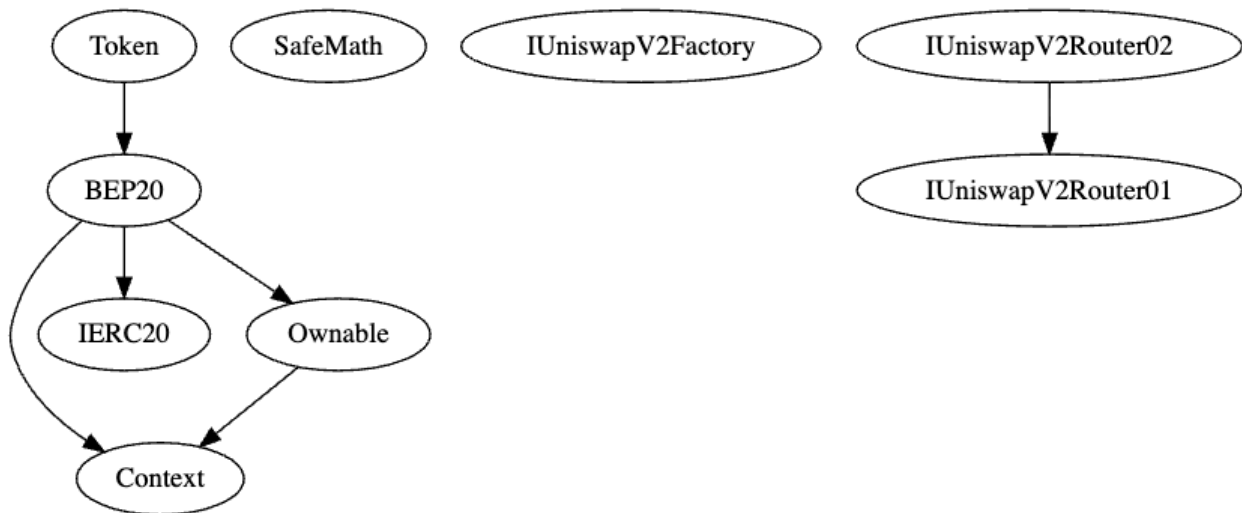 Token
SafeMath
IUniswapV2Factory
IUniswapV2Router02
BEP20
IUniswapV2Router01
IERC20
Ownable
Context